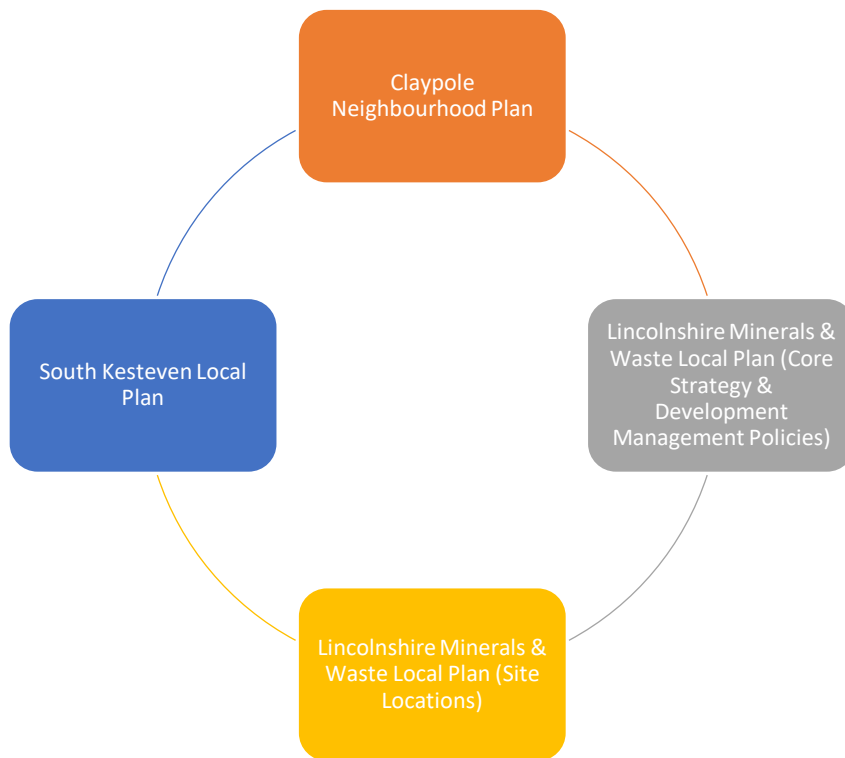 Claypole
Neighbourhood Plan
South Kesteven Local
Plan
Lincolnshire Minerals &
Waste Local Plan (Core
Strategy &
Development
Management Policies)
Lincolnshire Minerals &
Waste Local Plan (Site
Locations)